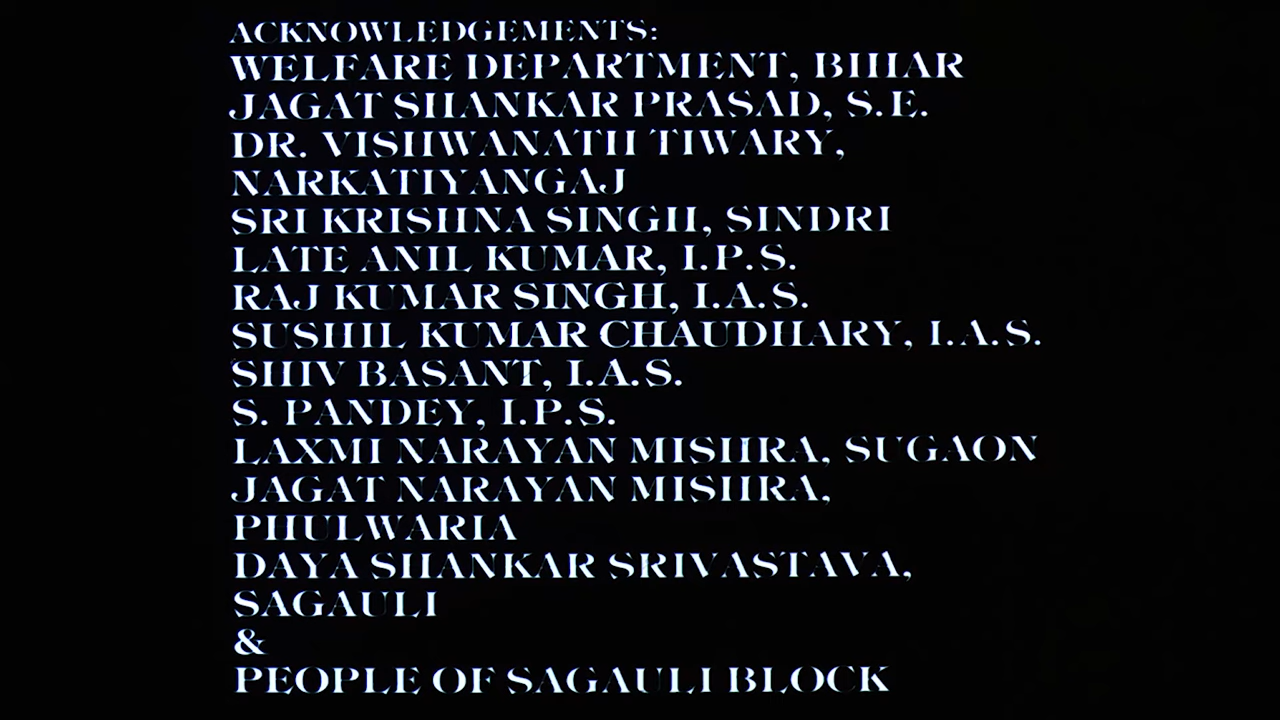 ACKNOWLEDGEMENTS:
WELFARE DEPARTMENT, BIHAR
JAGAT SHANKAR PRASAD, S.E.
DR. VISHWANATH TIWARY,
NARKATIYANGAJ
SRI KRISHNA SINGH, SINDRI
LATE ANIL KUMAR, I.P.S.
RAJ KUMAR SINGH, I.A.S.
SUSHIL KUMAR CHAUDHARY, I.A.S.
SHIV BASANT, I.A.S.
S. PANDEY, I.P.S.
LAXMI NARAYAN MISHRA, SUGAON
JAGAT NARAYAN MISHRA,
PHULWARIA
DAYA SHANKAR SRIVASTAVA,
SAGAULI
&
PEOPLE OF SAGAULI BLOCK